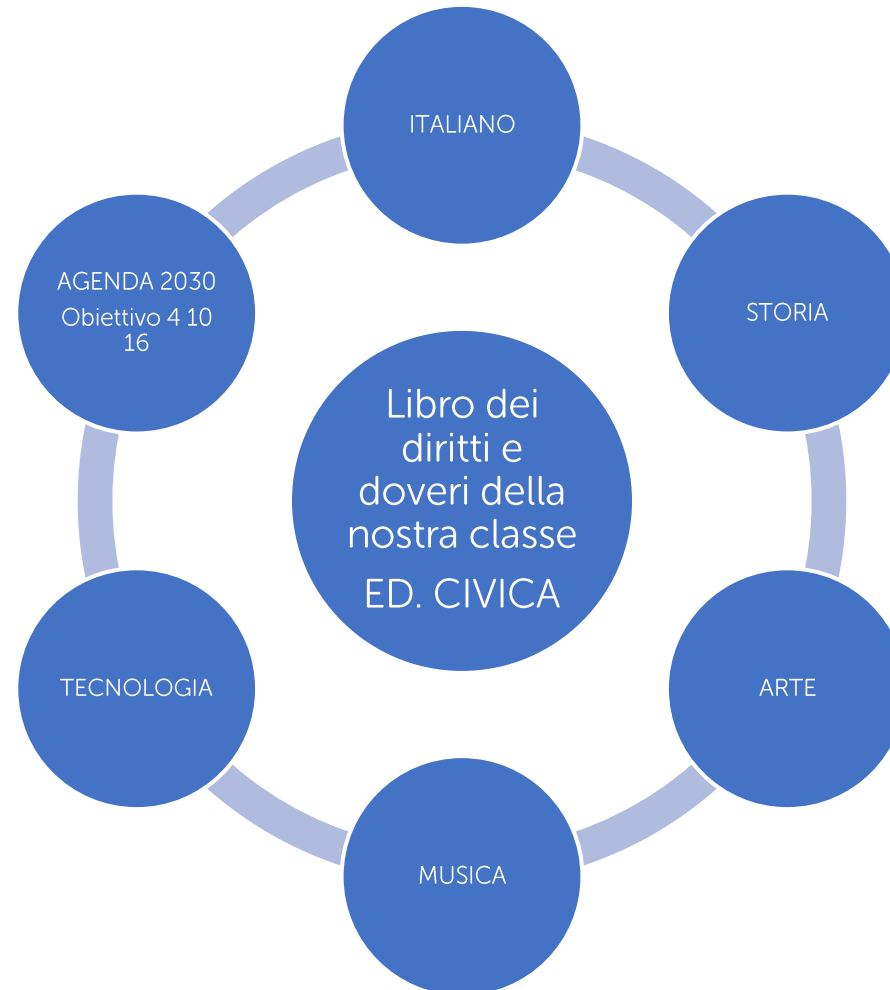 ITALIANO
AGENDA 2030
Obiettivo 4 10
16
STORIA
Libro dei
diritti e
doveri della
nostra classe
ED. CIVICA
TECNOLOGIA
ARTE
MUSICA